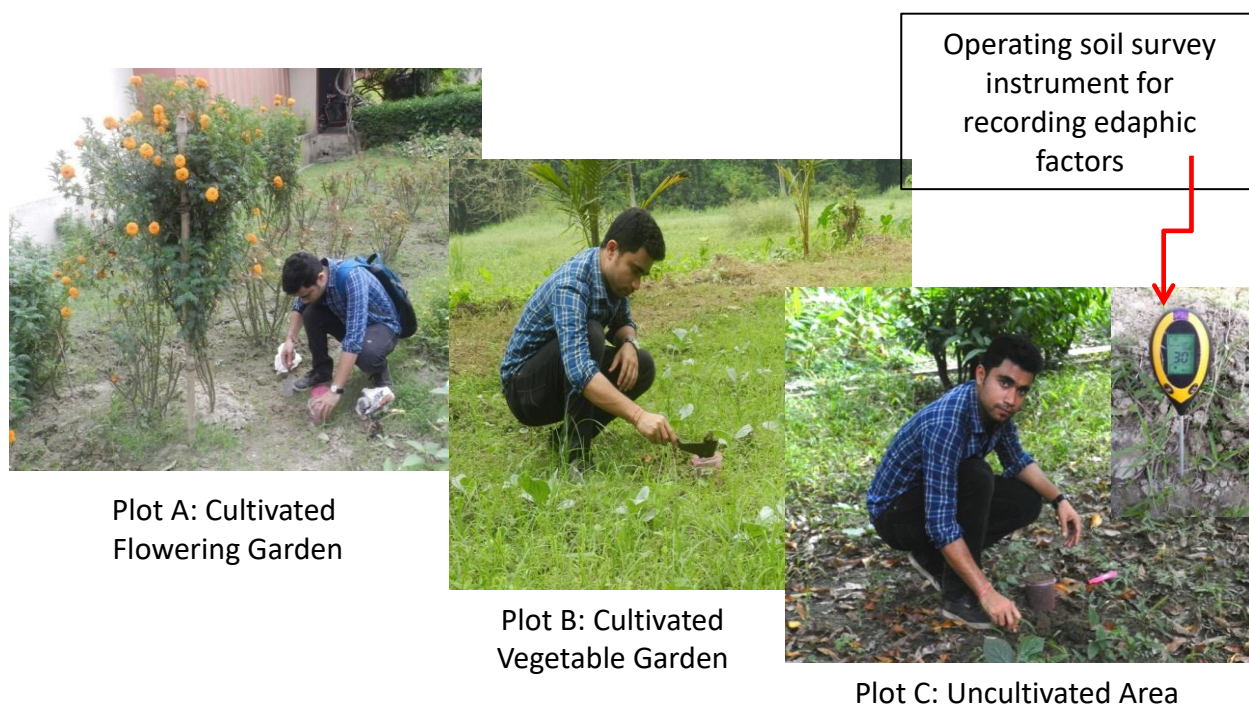 Operating soil survey
instrument for
recording edaphic
factors
30
Plot A: Cultivated
Flowering Garden
Plot B: Cultivated
Vegetable Garden
Plot C: Uncultivated Area